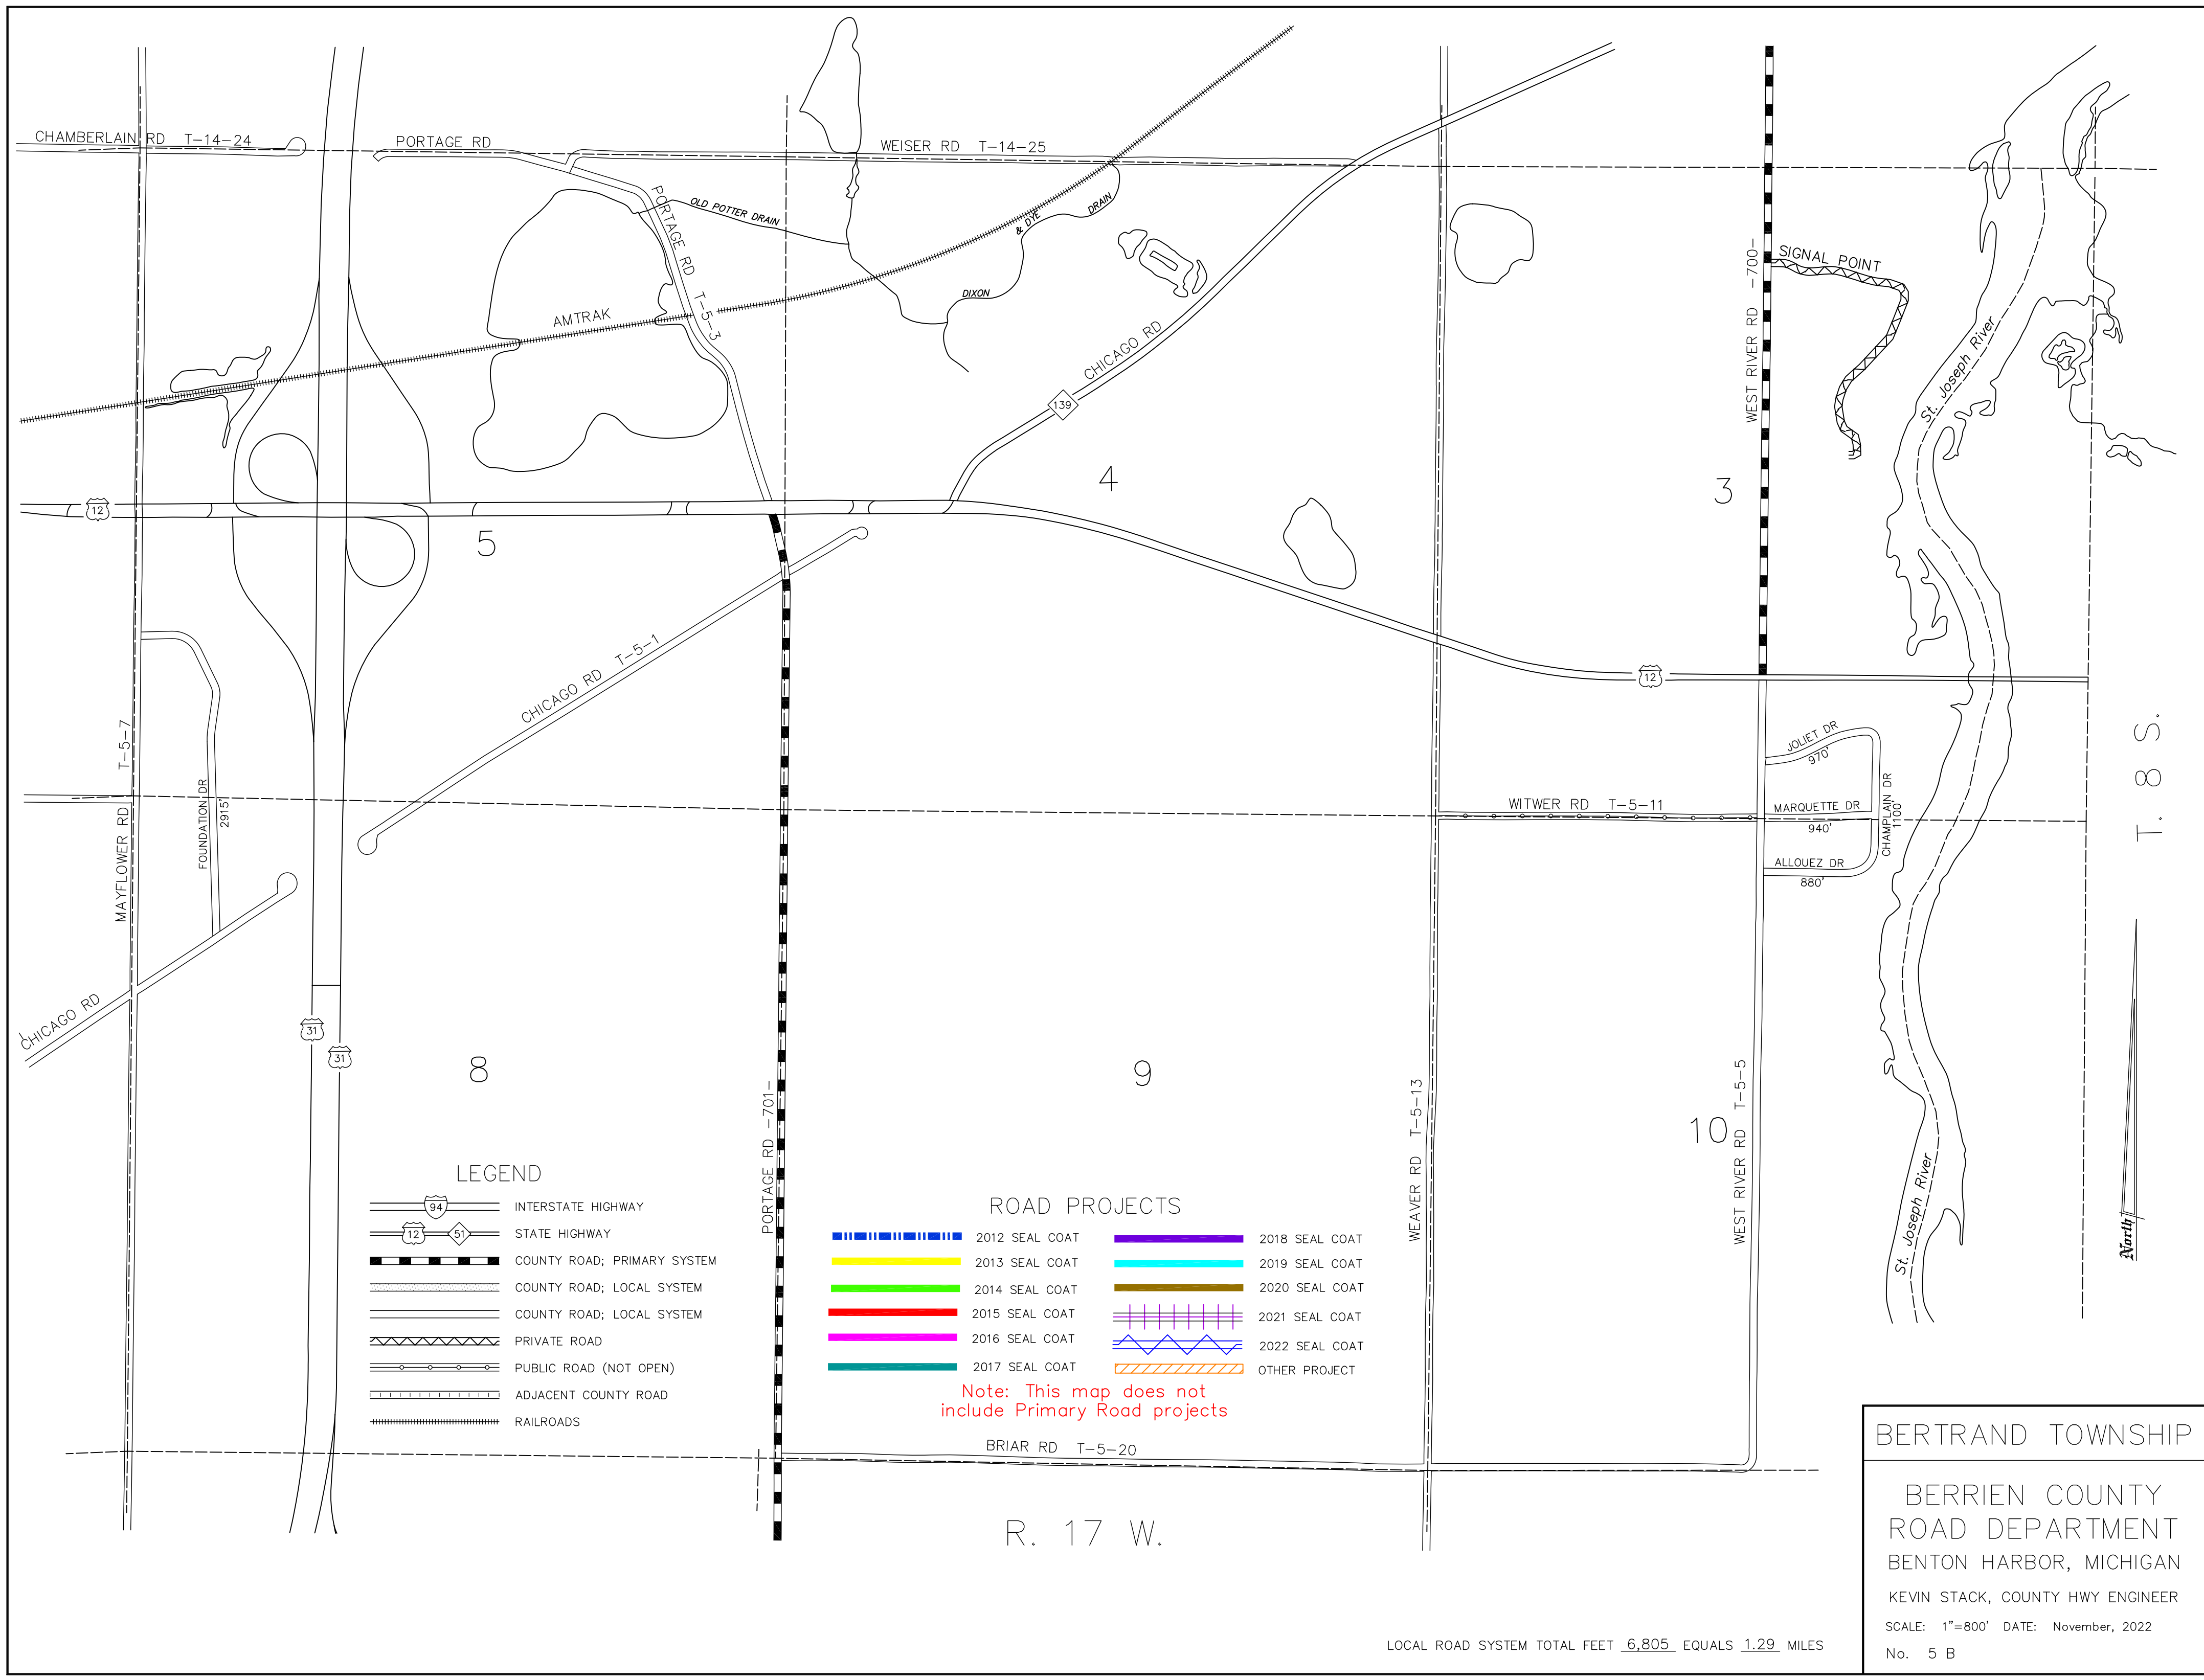 CHAMBERLAIN RD T-14-24
PORTAGE RD
WEISER RD T-14-25
PORTAGE RD T-5-3
OLD POTTER DRAIN
& DYE
DRAIN
DIXON
AMTRAK
CHICAGO RD
139
WEST RIVER RD -700-
SIGNAL POINT
St. Joseph River
4
3
12
5
CHICAGO RD T-5-1
12
MAYFLOWER RD T-5-7
FOUNDATION DR
2915'
JOLIET DR
970'
WITWER RD T-5-11
MARQUETTE DR
940'
CHAMPLAIN DR
1100'
ALLOUEZ DR
880'
T. 8 S.
CHICAGO RD
31
31
8
9
10
PORTAGE RD -701-
WEAVER RD T-5-13
WEST RIVER RD T-5-5
St. Joseph River
North
LEGEND
94 INTERSTATE HIGHWAY
12 51 STATE HIGHWAY
COUNTY ROAD; PRIMARY SYSTEM
COUNTY ROAD; LOCAL SYSTEM
COUNTY ROAD; LOCAL SYSTEM
PRIVATE ROAD
PUBLIC ROAD (NOT OPEN)
ADJACENT COUNTY ROAD
RAILROADS
ROAD PROJECTS
2012 SEAL COAT
2013 SEAL COAT
2014 SEAL COAT
2015 SEAL COAT
2016 SEAL COAT
2017 SEAL COAT
2018 SEAL COAT
2019 SEAL COAT
2020 SEAL COAT
2021 SEAL COAT
2022 SEAL COAT
OTHER PROJECT
Note: This map does not
include Primary Road projects
BRIAR RD T-5-20
R. 17 W.
LOCAL ROAD SYSTEM TOTAL FEET 6,805 EQUALS 1.29 MILES
BERTRAND TOWNSHIP
BERRIEN COUNTY
ROAD DEPARTMENT
BENTON HARBOR, MICHIGAN
KEVIN STACK, COUNTY HWY ENGINEER
SCALE: 1"=800' DATE: November, 2022
No. 5 B